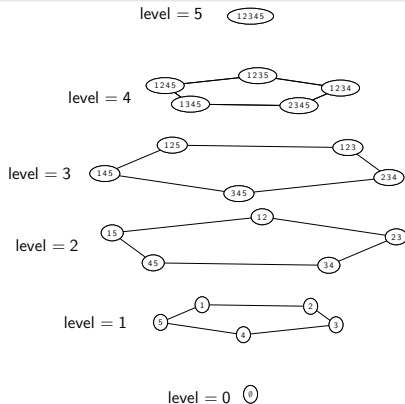 level = 5 12345
1235
1245 1234
level = 4 1345 2345
125 123
level = 3 145 234
345
12
15 23
level = 2
45 34
1 2
level = 1 5 3
4
level = 0 ∅